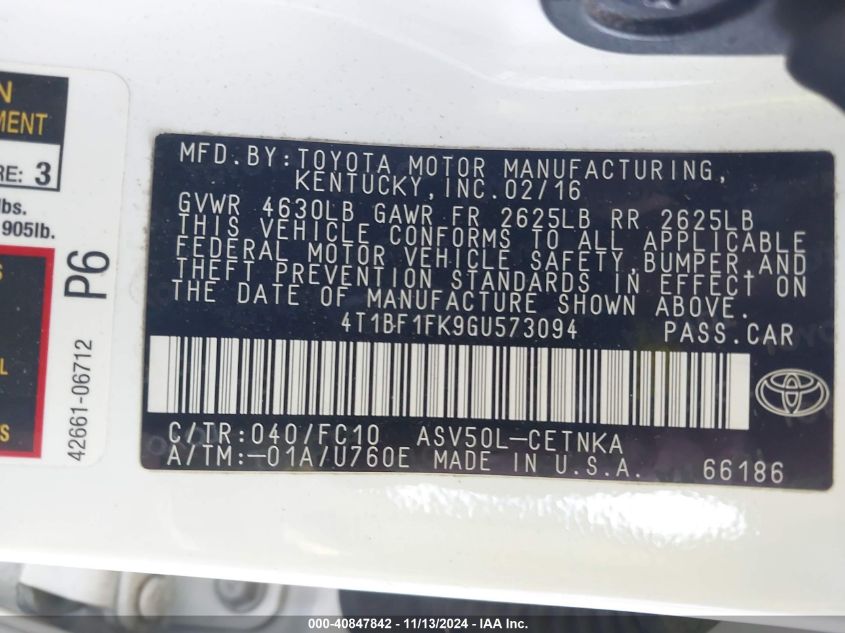 N
MENT
RE: 3
lbs.
905lb.
S
L
S
P6
42661-06712
MFD.BY:TOYOTA MOTOR MANUFACTURING,
KENTUCKY,INC.02/16
GVWR 4630LB GAWR FR 2625LB RR 2625LB
THIS VEHICLE CONFORMS TO ALL APPLICABLE
FEDERAL MOTOR VEHICLE SAFETY,BUMPER,AND
THEFT PREVENTION STANDARDS IN EFFECT ON
THE DATE OF MANUFACTURE SHOWN ABOVE.
4T1BF1FK9GU573094 PASS.CAR
C/TR:040/FC10 ASV50L-CETNKA
A/TM:-01A/U760E MADE IN U.S.A. 66186
000-40847842 | 11/13/2024 | IAA Inc.